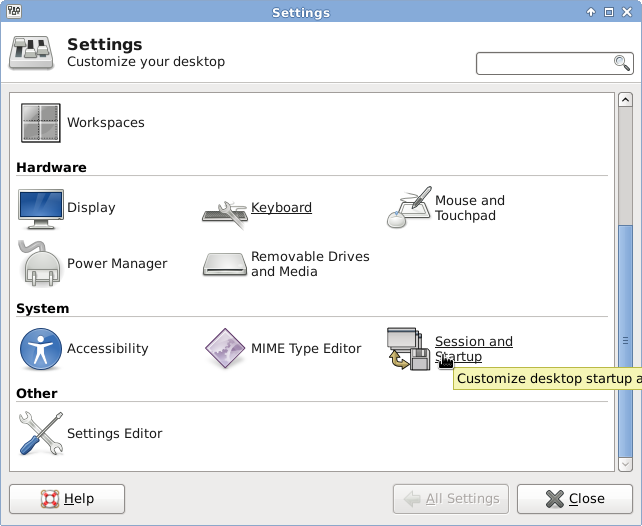 Settings
Settings
Customize your desktop
Workspaces
Hardware
Display
Keyboard
Mouse and
Touchpad
Power Manager
Removable Drives
and Media
System
Accessibility
MIME Type Editor
Session and
Startup
Customize desktop startup a
Other
Settings Editor
Help
All Settings
Close